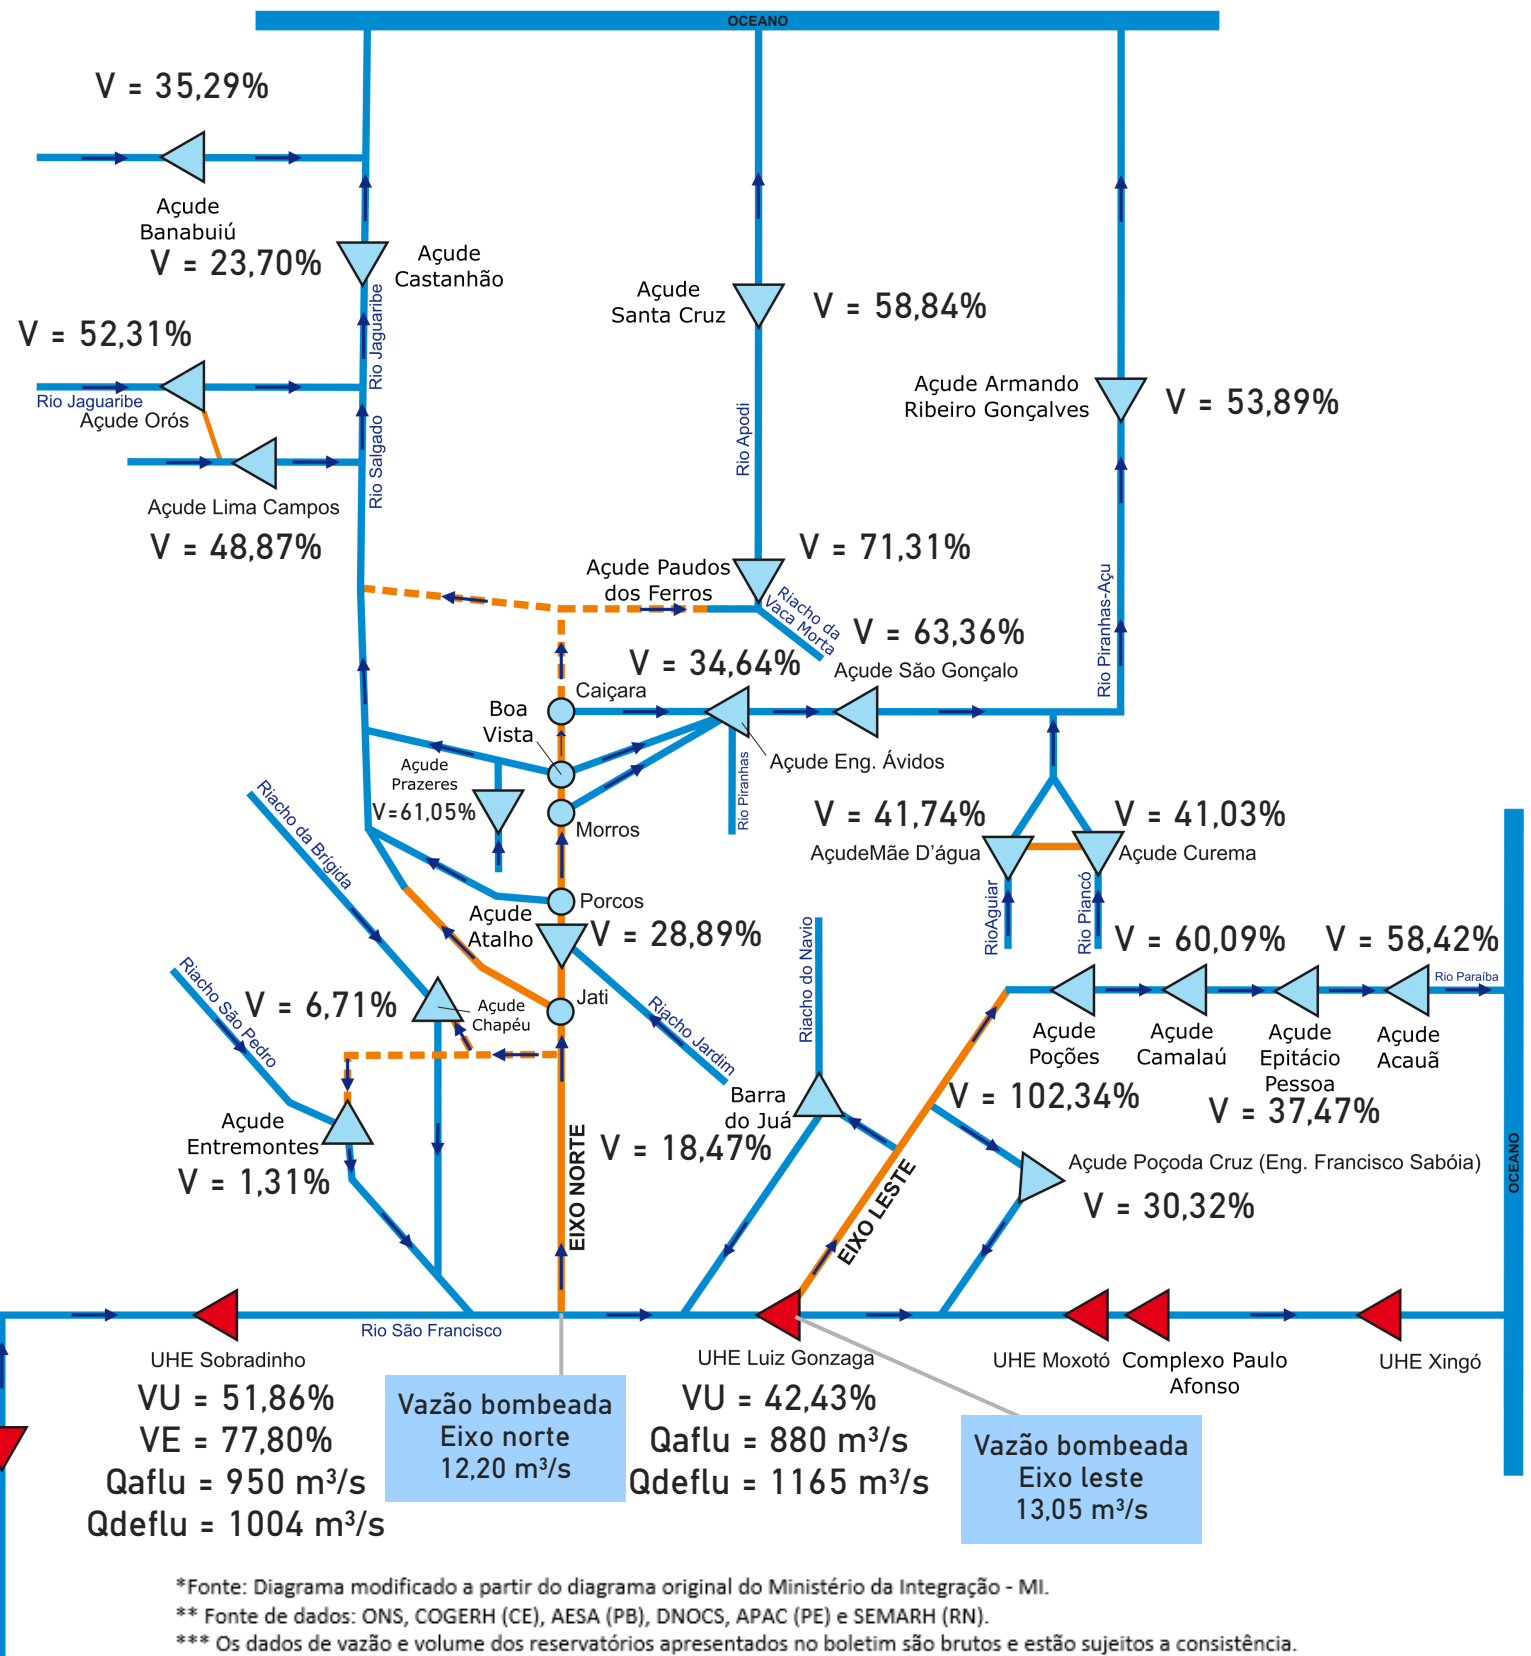 OCEANO
V = 35,29%
Açude
Banabuiú
V = 23,70%
Açude
Castanhão
Rio Jaguaribe
V = 52,31%
Rio Jaguaribe
Açude Orós
Rio Salgado
Açude Lima Campos
V = 48,87%
Açude
Santa Cruz
V = 58,84%
Rio Apodi
Açude Armando
Ribeiro Gonçalves
V = 53,89%
Rio Piranhas-Açu
V = 71,31%
Açude Paudos
dos Ferros
Riacho da
Vaca Morta
V = 63,36%
Açude São Gonçalo
V = 34,64%
Caiçara
Boa
Vista
Açude Eng. Ávidos
Rio Piranhas
Açude
Prazeres
V=61,05%
Morros
Riacho da Brígida
V = 41,74%
AçudeMãe D'água
V = 41,03%
Açude Curema
RioAguiar
Rio Piancó
Porcos
Açude
Atalho
V = 28,89%
Riacho São Pedro
V = 6,71%
Açude
Chapéu
Jati
Riacho Jardim
Riacho do Navio
V = 60,09%
V = 58,42%
Rio Paraíba
Açude
Poções
Açude
Camalaú
Açude
Epitácio
Pessoa
Açude
Acauã
V = 102,34%
V = 37,47%
Barra
do Juá
V = 18,47%
Açude
Entremontes
V = 1,31%
EIXO NORTE
EIXO LESTE
Açude Poçoda Cruz (Eng. Francisco Sabóia)
V = 30,32%
OCEANO
Rio São Francisco
UHE Sobradinho
VU = 51,86%
VE = 77,80%
Qaflu = 950 m³/s
Qdeflu = 1004 m³/s
Vazão bombeada
Eixo norte
12,20 m³/s
UHE Luiz Gonzaga
VU = 42,43%
Qaflu = 880 m³/s
Qdeflu = 1165 m³/s
Vazão bombeada
Eixo leste
13,05 m³/s
UHE Moxotó
Complexo Paulo
Afonso
UHE Xingó
*Fonte: Diagrama modificado a partir do diagrama original do Ministério da Integração - MI.
** Fonte de dados: ONS, COGERH (CE), AESA (PB), DNOCS, APAC (PE) e SEMARH (RN).
*** Os dados de vazão e volume dos reservatórios apresentados no boletim são brutos e estão sujeitos a consistência.